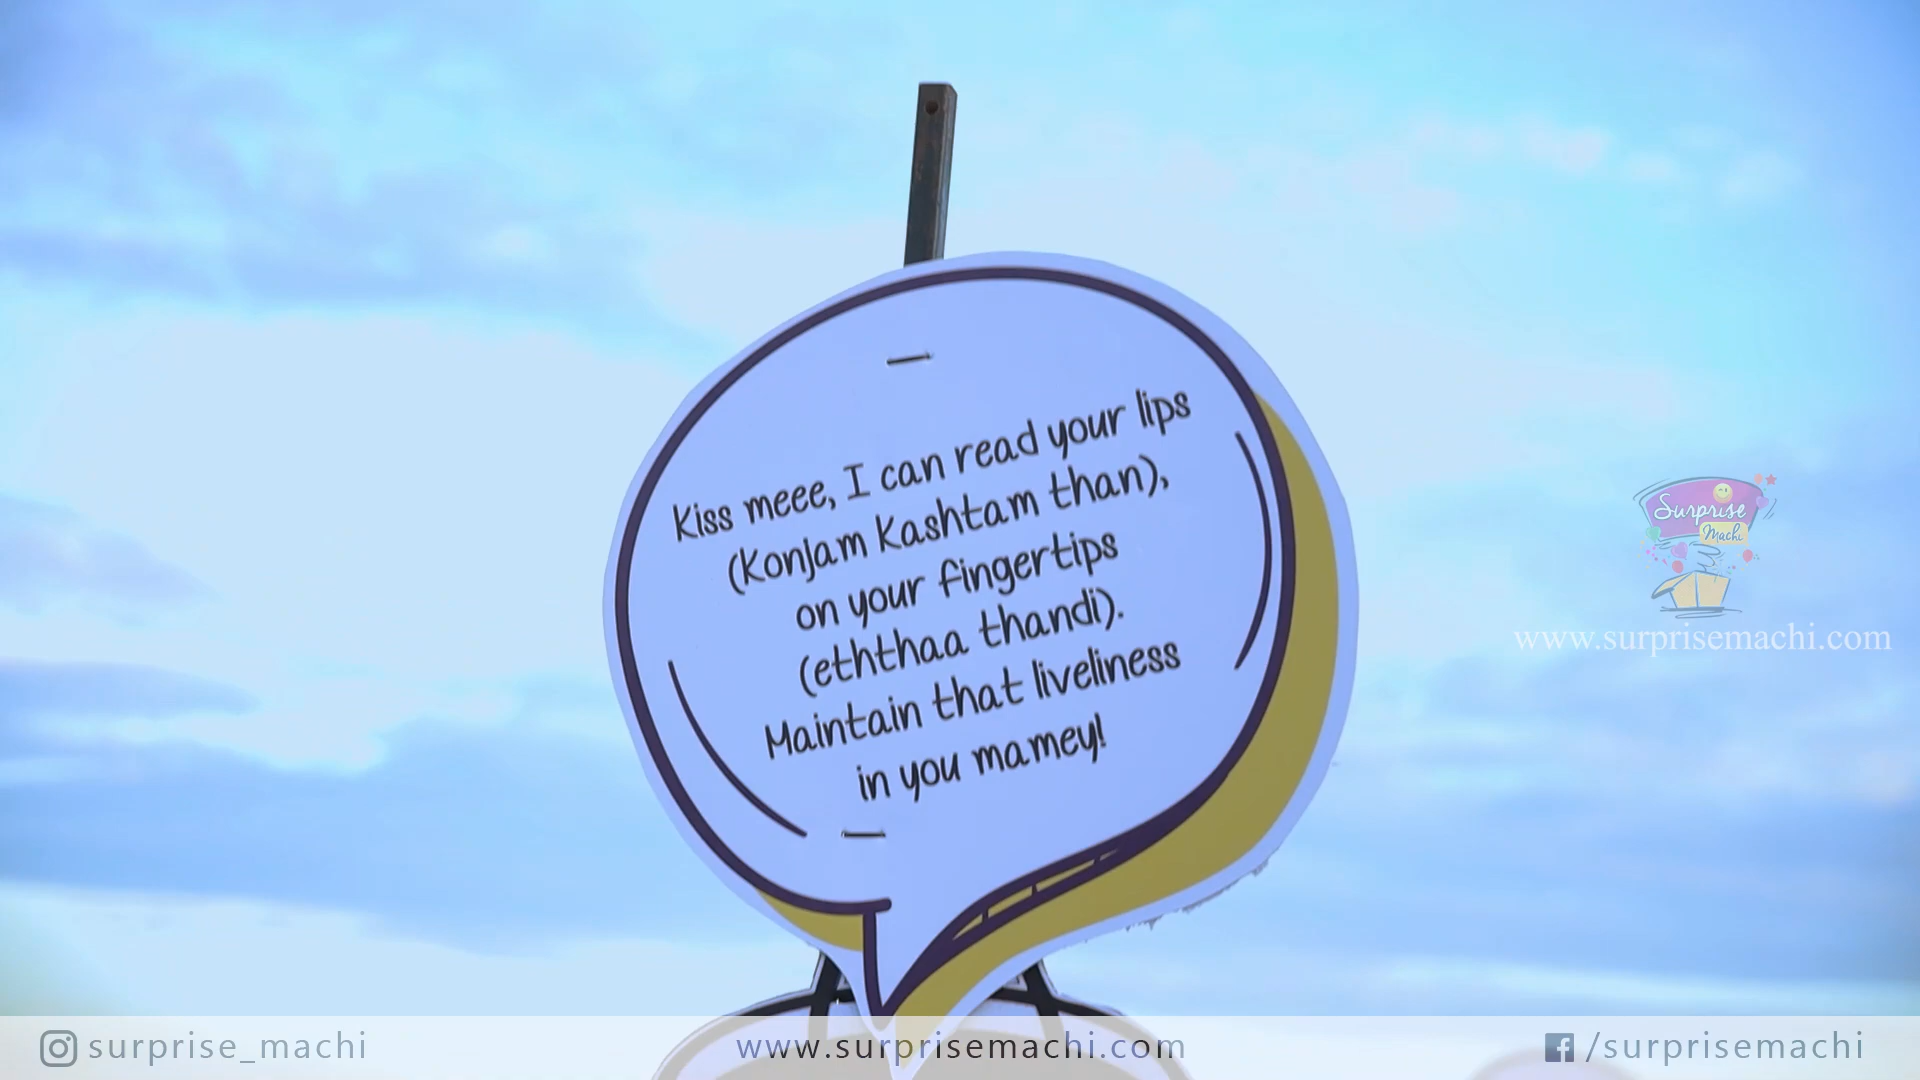 Kiss meee, I can read your lips
(Konjam Kashtam than),
on your fingertips
(eththaa thandi).
Maintain that liveliness
in you mamey!
Surprise
Machi
www.surprisemachi.com
surprise_machi
www.surprisemachi.com
/surprisemachi